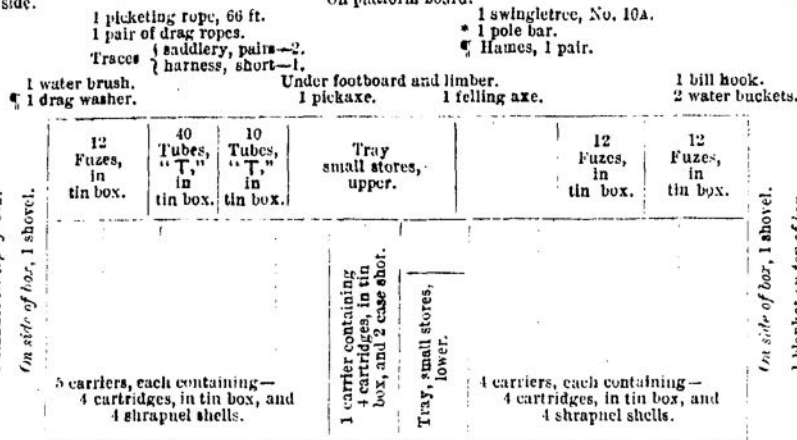 side.
On platform board.
1 picketing rope, 66 ft.
1 pair of drag ropes.
Traces { saddlery, pairs—2.
{ harness, short—1.
1 swingletree, No. 10A.
* 1 pole bar.
¶ Hames, 1 pair.
1 water brush.
¶ 1 drag washer.
Under footboard and limber.
1 pickaxe. 1 felling axe.
1 bill hook.
2 water buckets.
On side of box, 1 shovel.
12
Fuzes,
in
tin box.
40
Tubes,
"T,"
in
tin box.
10
Tubes,
"T,"
in
tin box.
Tray
small stores,
upper.
12
Fuzes,
in
tin box.
12
Fuzes,
in
tin box.
5 carriers, each containing—
4 cartridges, in tin box, and
4 shrapnel shells.
1 carrier containing
4 cartridges, in tin
box, and 2 case shot.
Tray, small stores,
lower.
4 carriers, each containing—
4 cartridges, in tin box, and
4 shrapnel shells.
On side of box, 1 shovel.